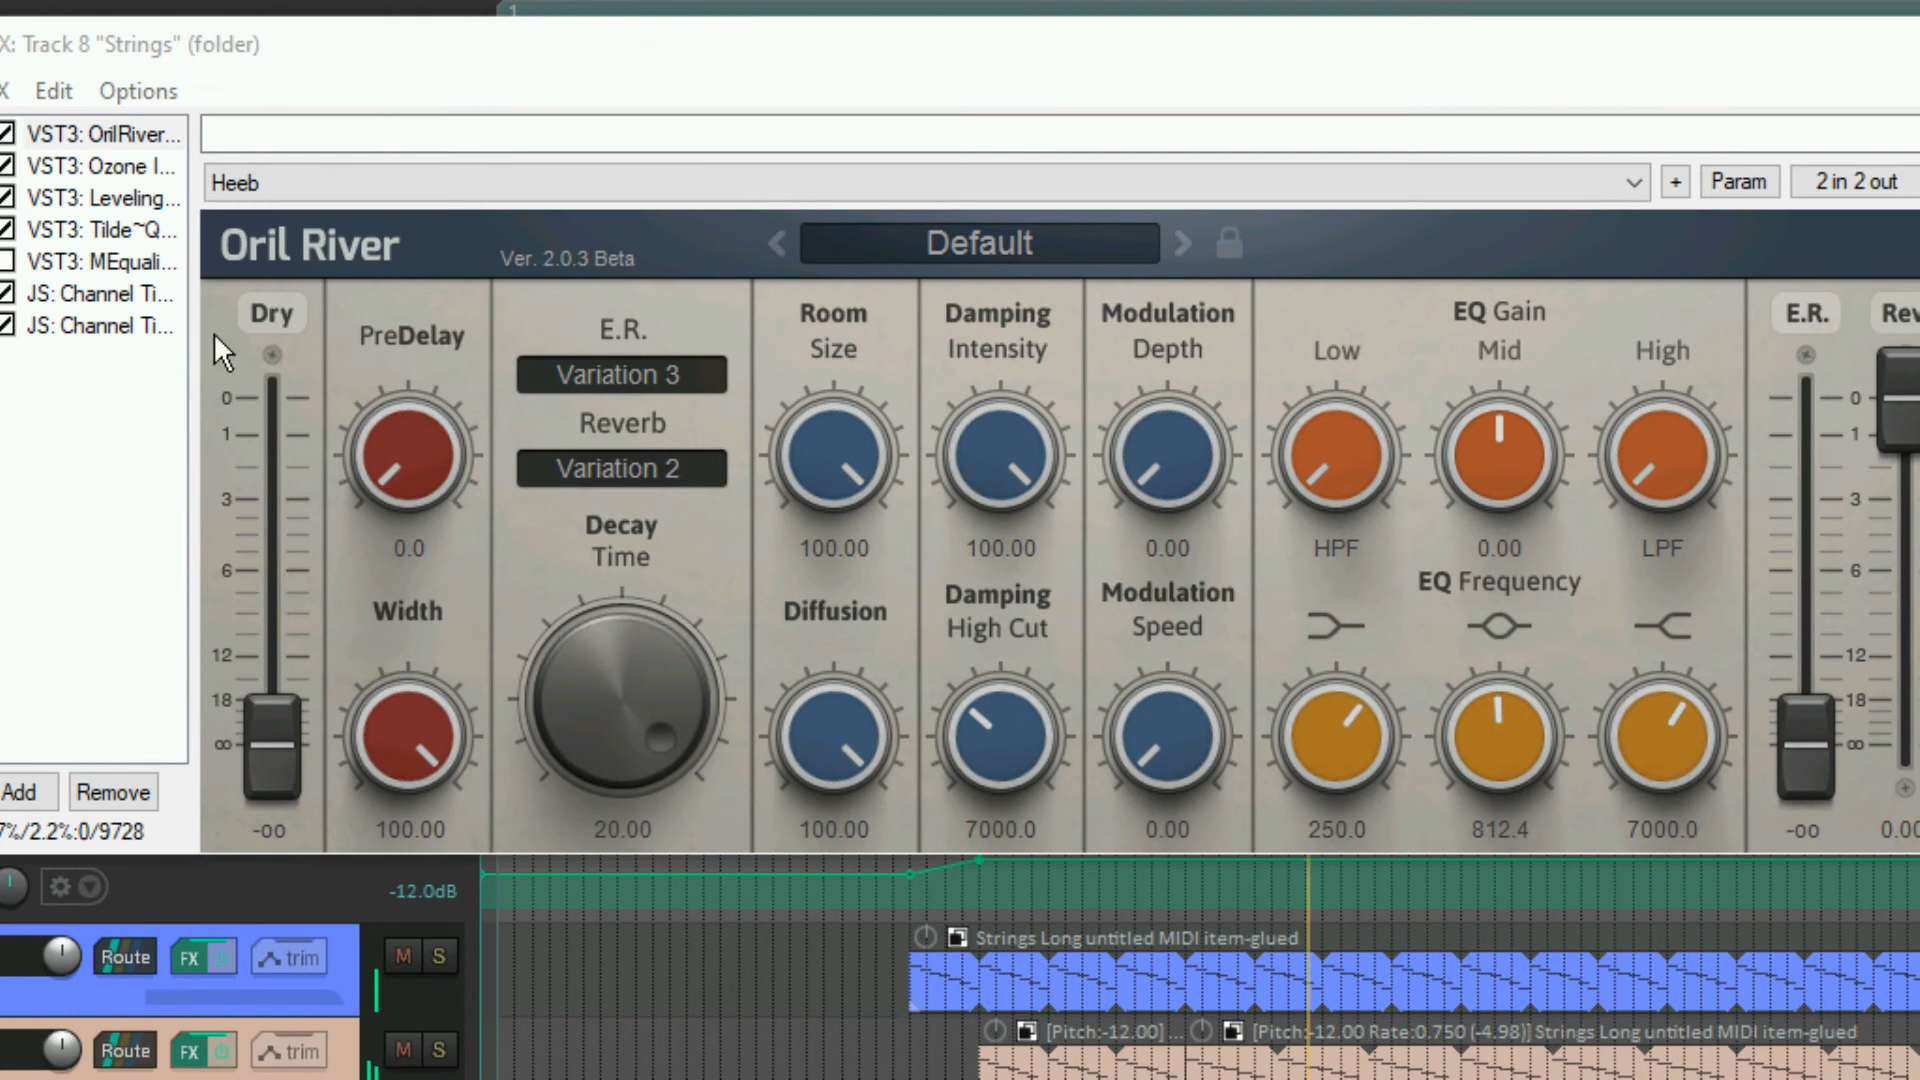 1
X: Track 8 "Strings" (folder)
X Edit Options
VST3: OrilRiver...
VST3: Ozone I...
VST3: Leveling...
VST3: Tilde~Q...
VST3: MEquali...
JS: Channel Ti...
JS: Channel Ti...
Add Remove
7%/2.2%:0/9728
Heeb
+ Param 2 in 2 out
Oril River Ver. 2.0.3 Beta Default
Dry
0
1
3
6
12
18
∞
-oo
PreDelay
0.0
Width
100.00
E.R.
Variation 3
Reverb
Variation 2
Decay
Time
20.00
Room
Size
100.00
Diffusion
100.00
Damping
Intensity
100.00
Damping
High Cut
7000.0
Modulation
Depth
0.00
Modulation
Speed
0.00
EQ Gain
Low Mid High
HPF 0.00 LPF
EQ Frequency
250.0 812.4 7000.0
E.R. Rev
0
1
3
6
12
18
∞
-oo 0.00
-12.0dB
Route FX trim M S
Strings Long untitled MIDI item-glued
Route FX trim M S
[Pitch:-12.00] ... [Pitch:-12.00 Rate:0.750 (-4.98)] Strings Long untitled MIDI item-glued